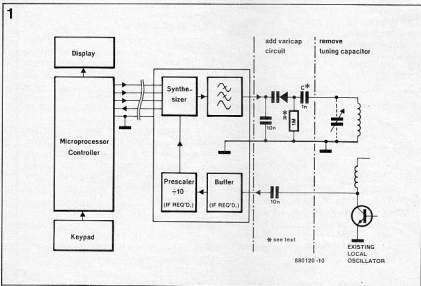 1
add varicap
circuit
remove
tuning capacitor
Display
Microprocessor
Controller
Keypad
Synthe-
sizer
Prescaler
÷10
(IF REQ'D.)
Buffer
(IF REQ'D.)
C*
1n
10n
1M
10n
* see text
EXISTING
LOCAL
OSCILLATOR
880120-10